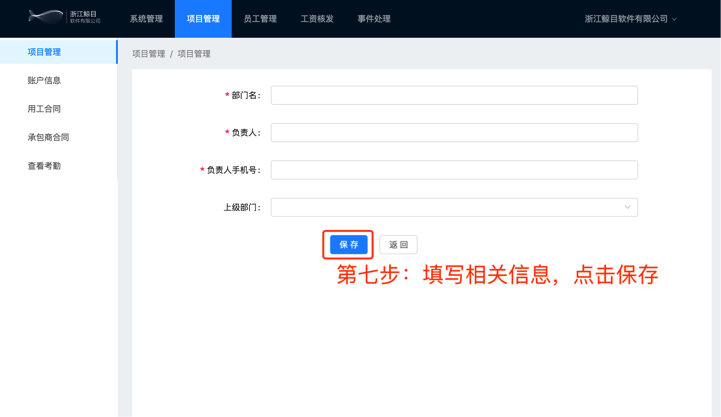 浙江鲸目
软件有限公司
系统管理 项目管理 员工管理 工资核发 事件处理 浙江鲸目软件有限公司
项目管理
账户信息
用工合同
承包商合同
查看考勤
项目管理 / 项目管理
* 部门名：
* 负责人：
* 负责人手机号：
上级部门：
保 存 返 回
第七步：填写相关信息，点击保存